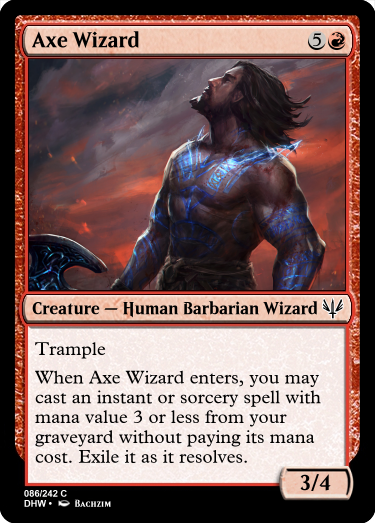 Axe Wizard 5
Creature — Human Barbarian Wizard
Trample
When Axe Wizard enters, you may
cast an instant or sorcery spell with
mana value 3 or less from your
graveyard without paying its mana
cost. Exile it as it resolves.
3/4
086/242 C
DHW • Bachzim